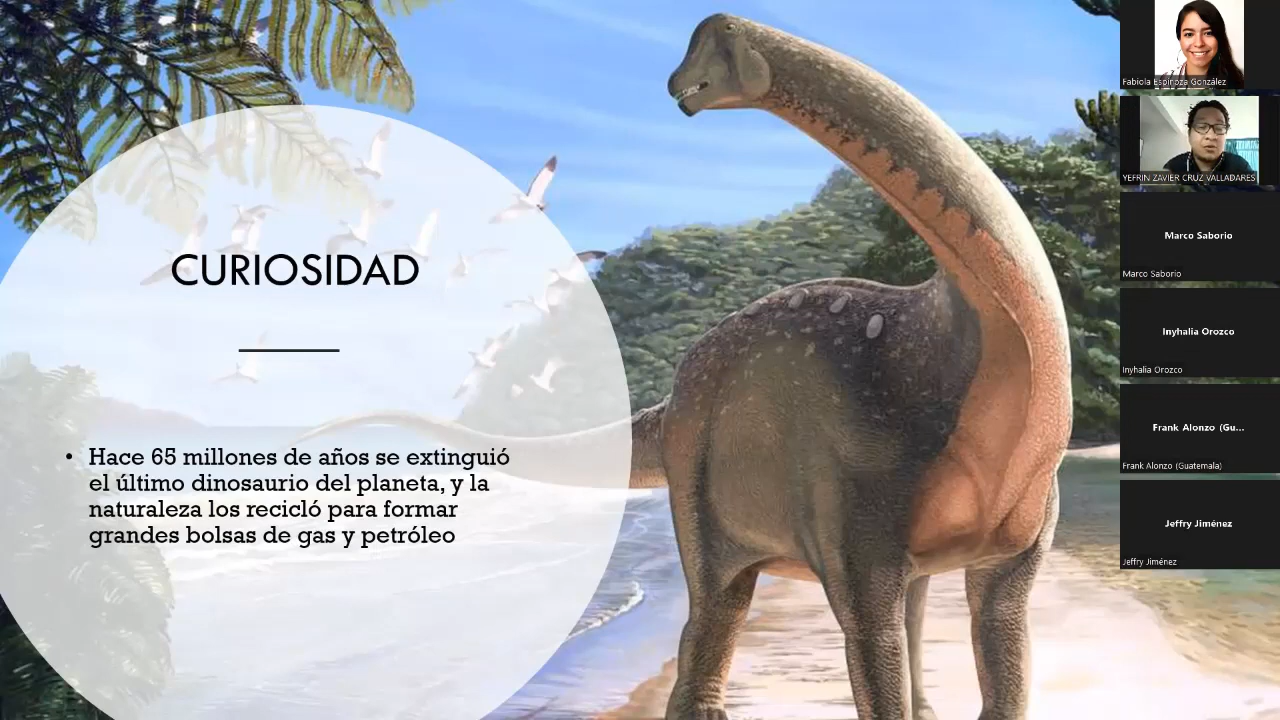 CURIOSIDAD
• Hace 65 millones de años se extinguió
el último dinosaurio del planeta, y la
naturaleza los recicló para formar
grandes bolsas de gas y petróleo
Fabiola Espinoza González
YEFRIN ZAVIER CRUZ VALLADARES
Marco Saborio
Marco Saborio
Inyhalia Orozco
Inyhalia Orozco
Frank Alonzo (Gu...
Frank Alonzo (Guatemala)
Jeffry Jiménez
Jeffry Jiménez